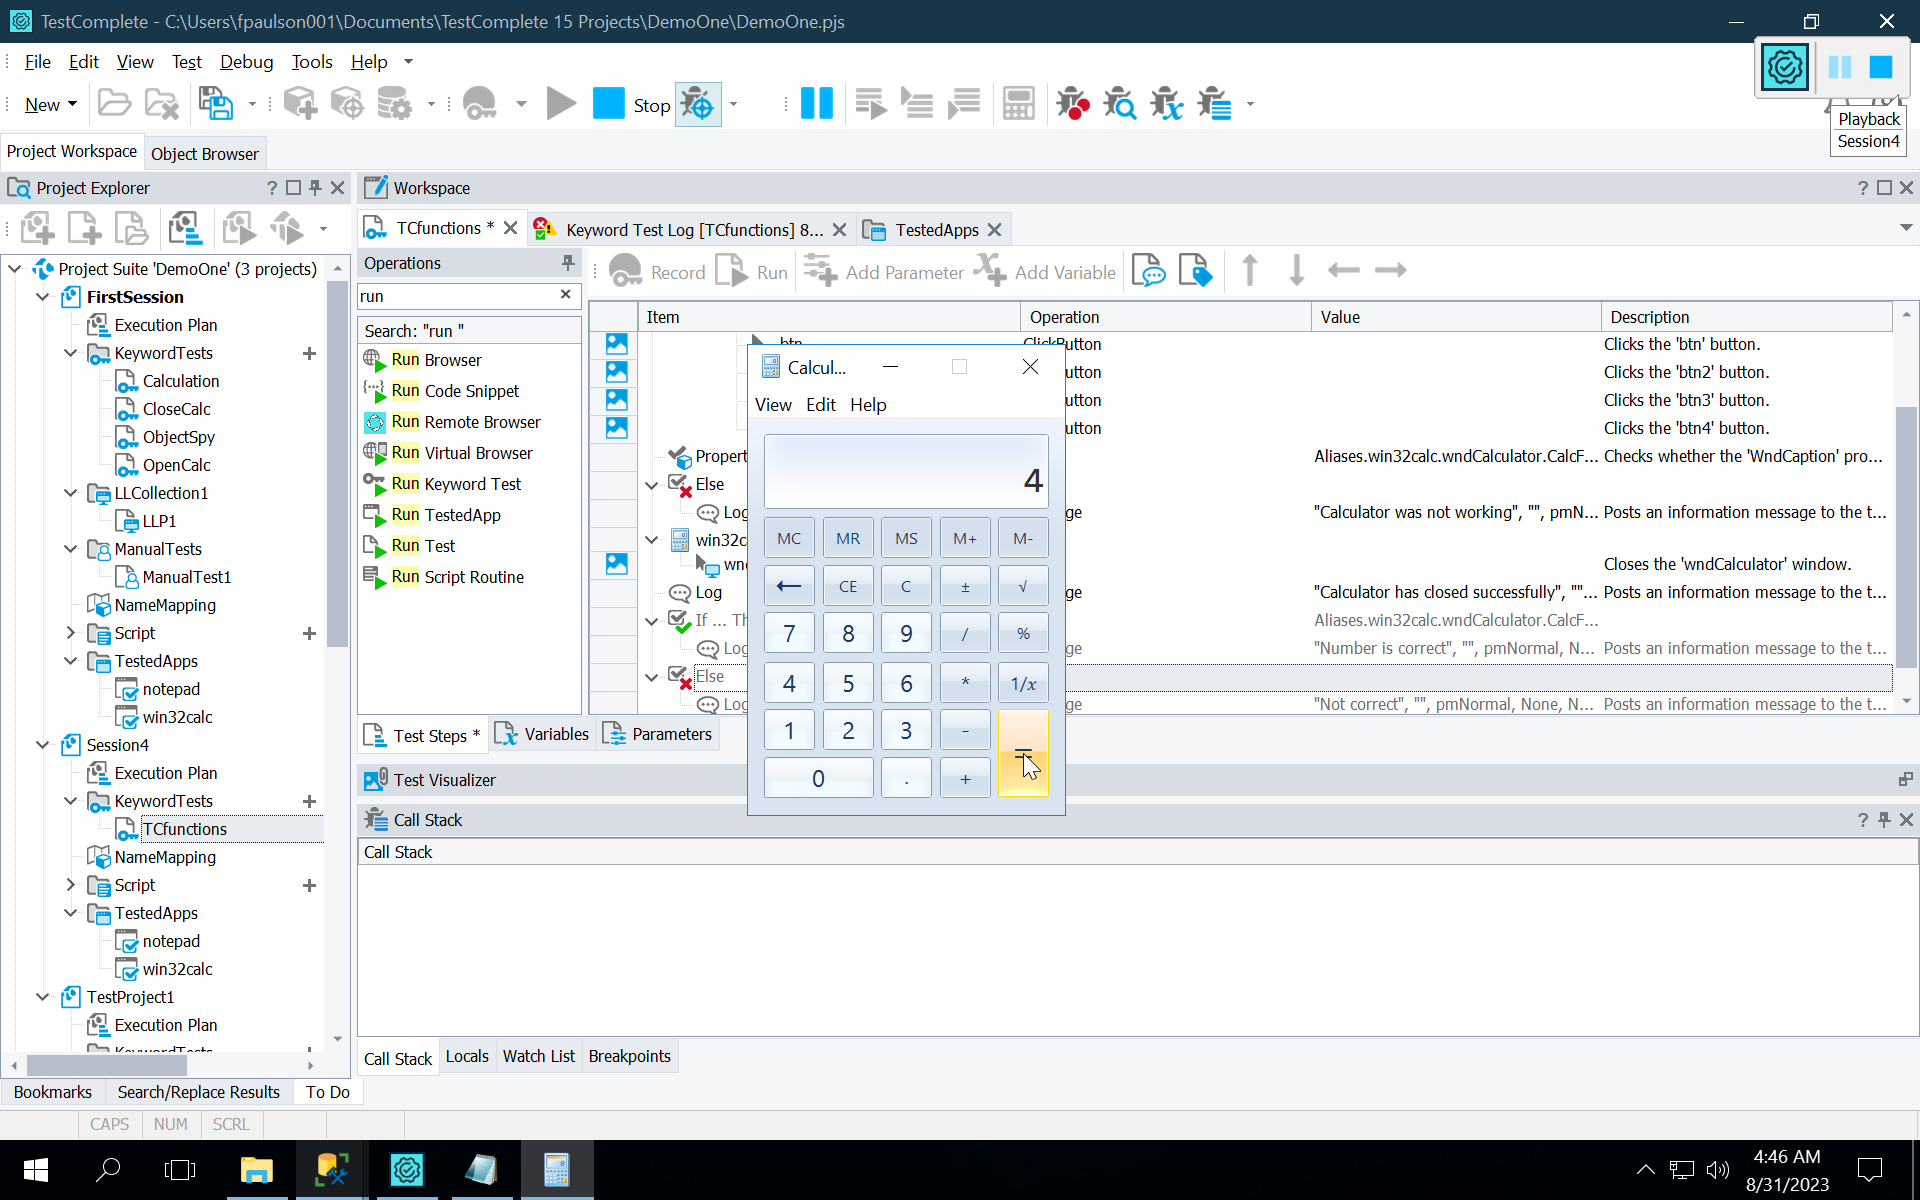 TestComplete - C:\Users\fpaulson001\Documents\TestComplete 15 Projects\DemoOne\DemoOne.pjs
File Edit View Test Debug Tools Help
New Stop
Playback
Session4
Project Workspace Object Browser
Project Explorer
Project Suite 'DemoOne' (3 projects)
FirstSession
Execution Plan
KeywordTests
Calculation
CloseCalc
ObjectSpy
OpenCalc
LLCollection1
LLP1
ManualTests
ManualTest1
NameMapping
Script
TestedApps
notepad
win32calc
Session4
Execution Plan
KeywordTests
TCfunctions
NameMapping
Script
TestedApps
notepad
win32calc
TestProject1
Execution Plan
KeywordTests
Bookmarks Search/Replace Results To Do
CAPS NUM SCRL
Workspace
TCfunctions * Keyword Test Log [TCfunctions] 8... TestedApps
Operations
run
Search: "run "
Run Browser
Run Code Snippet
Run Remote Browser
Run Virtual Browser
Run Keyword Test
Run TestedApp
Run Test
Run Script Routine
Record Run Add Parameter Add Variable
Item Operation Value Description
btn ClickButton Clicks the 'btn' button.
utton Clicks the 'btn2' button.
utton Clicks the 'btn3' button.
utton Clicks the 'btn4' button.
Propert Aliases.win32calc.wndCalculator.CalcF... Checks whether the 'WndCaption' pro...
Else
Log ge "Calculator was not working", "", pmN... Posts an information message to the t...
win32c
wn Closes the 'wndCalculator' window.
Log ge "Calculator has closed successfully", ""... Posts an information message to the t...
If ... Th Aliases.win32calc.wndCalculator.CalcF...
Log ge "Number is correct", "", pmNormal, N... Posts an information message to the t...
Else
Log ge "Not correct", "", pmNormal, None, N... Posts an information message to the t...
Calcul...
View Edit Help
4
MC MR MS M+ M-
← CE C ± √
7 8 9 / %
4 5 6 * 1/x
1 2 3 - =
0 . +
Test Steps * Variables Parameters
Test Visualizer
Call Stack
Call Stack
Call Stack Locals Watch List Breakpoints
4:46 AM
8/31/2023